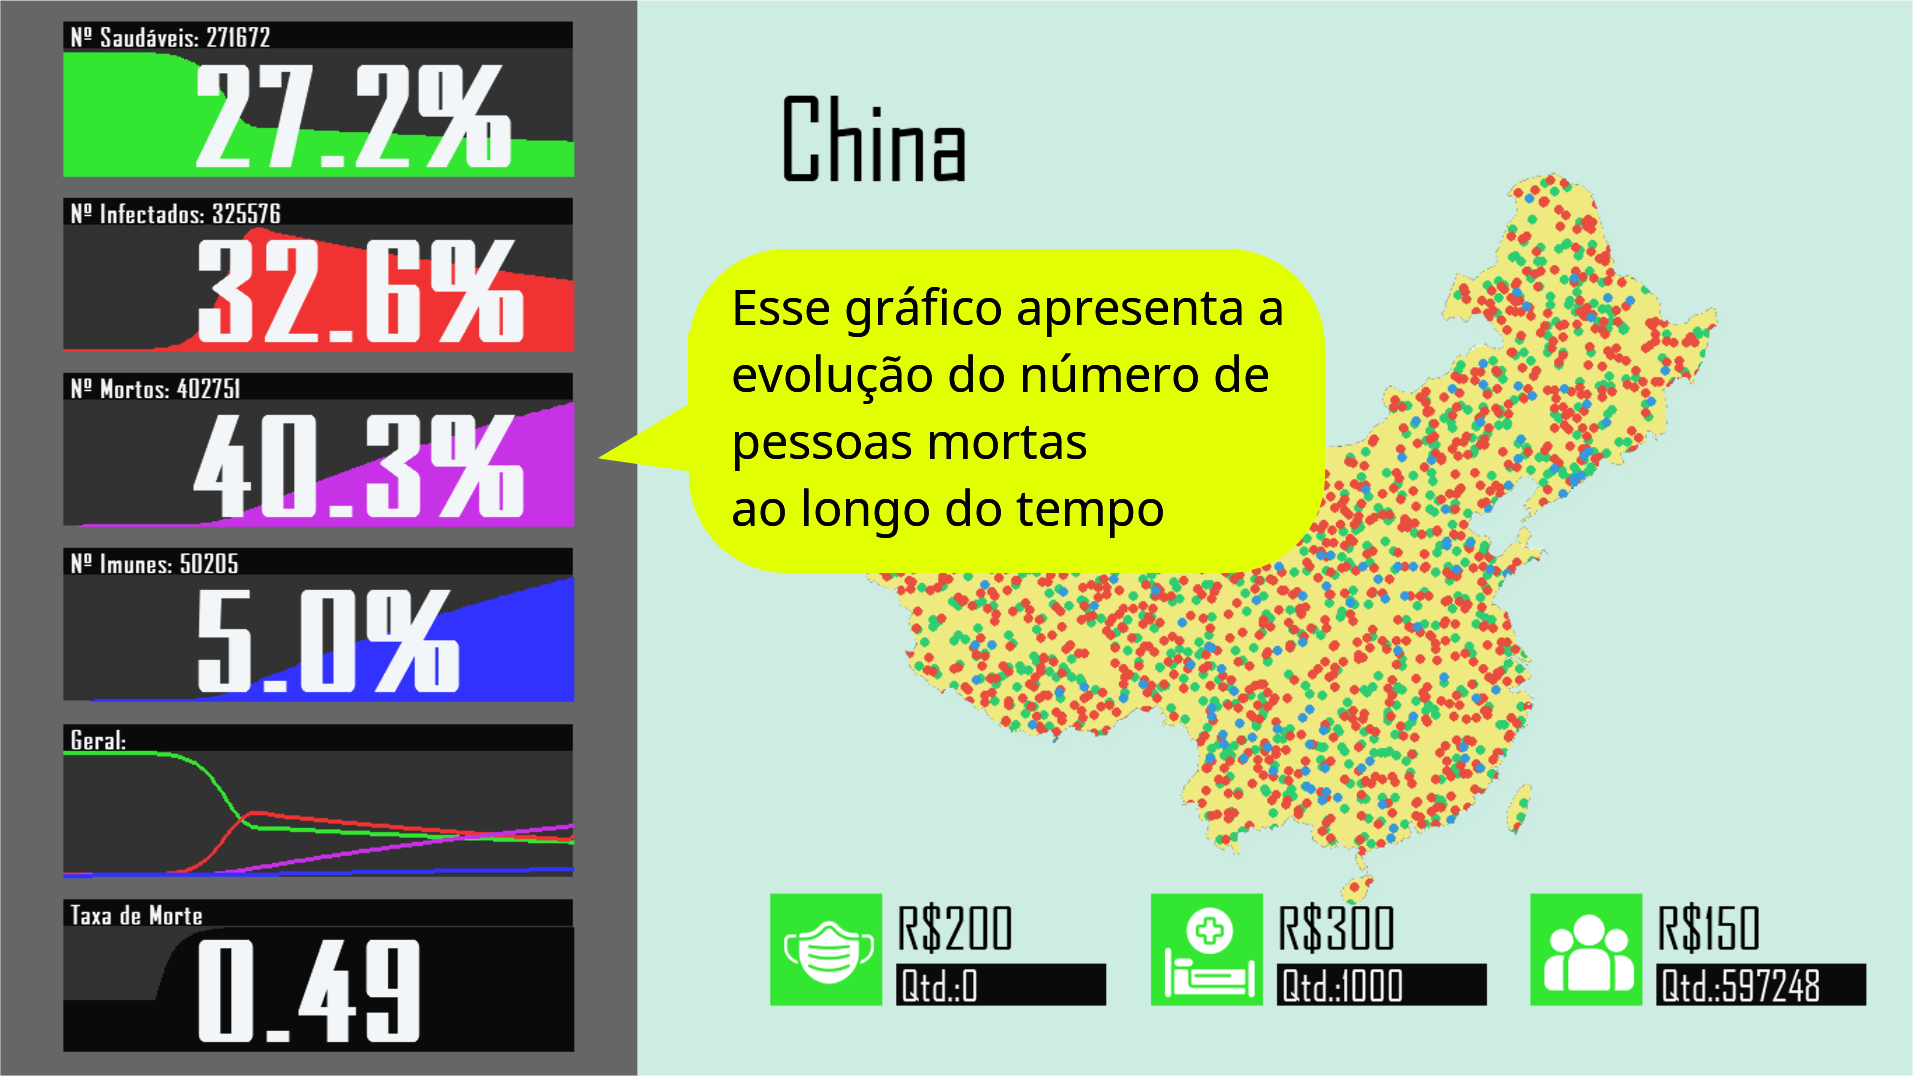 Nº Saudáveis: 271672
27.2%
Nº Infectados: 325576
32.6%
Nº Mortos: 402751
40.3%
Nº Imunes: 50205
5.0%
Geral:
Taxa de Morte
0.49
China
Esse gráfico apresenta a
evolução do número de
pessoas mortas
ao longo do tempo
R$200
Qtd.:0
R$300
Qtd.:1000
R$150
Qtd.:597248